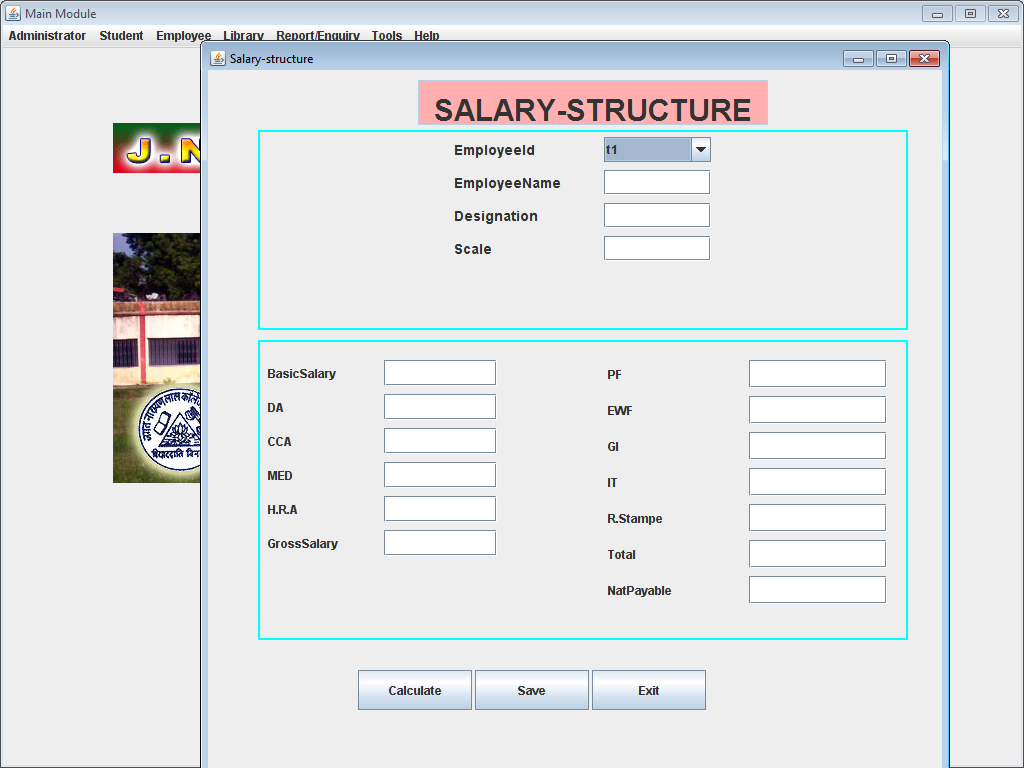 Main Module
Administrator Student Employee Library Report/Enquiry Tools Help
Salary-structure
J.N
SALARY-STRUCTURE
EmployeeId t1
EmployeeName
Designation
Scale
BasicSalary PF
DA EWF
CCA GI
MED IT
H.R.A R.Stampe
GrossSalary Total
NatPayable
Calculate Save Exit